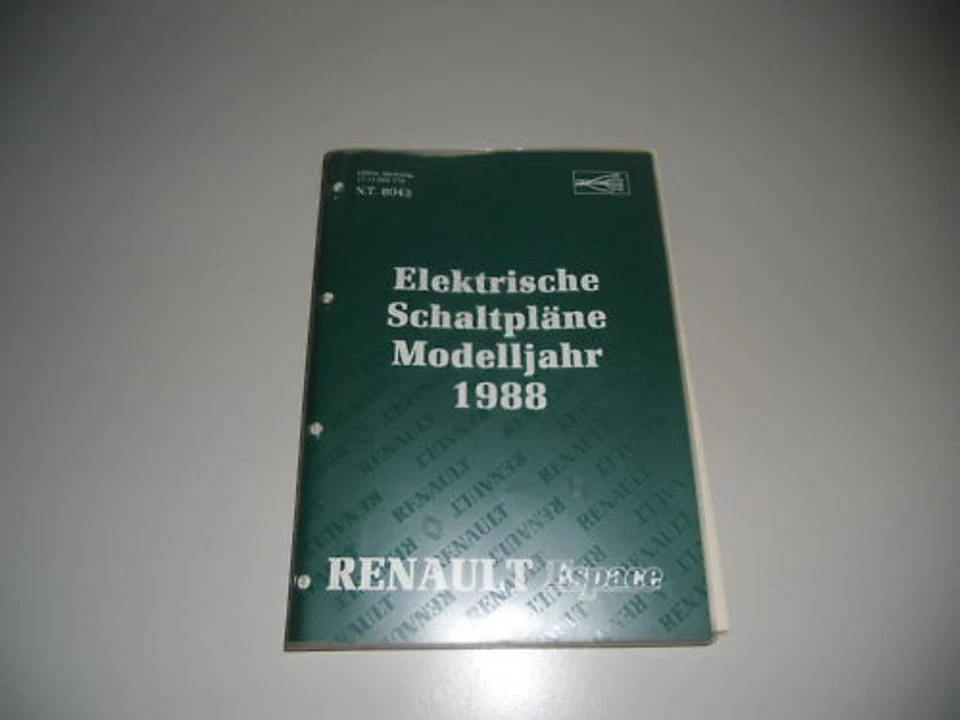 N.T. 8043
Elektrische
Schaltpläne
Modelljahr
1988
RENAULT Espace